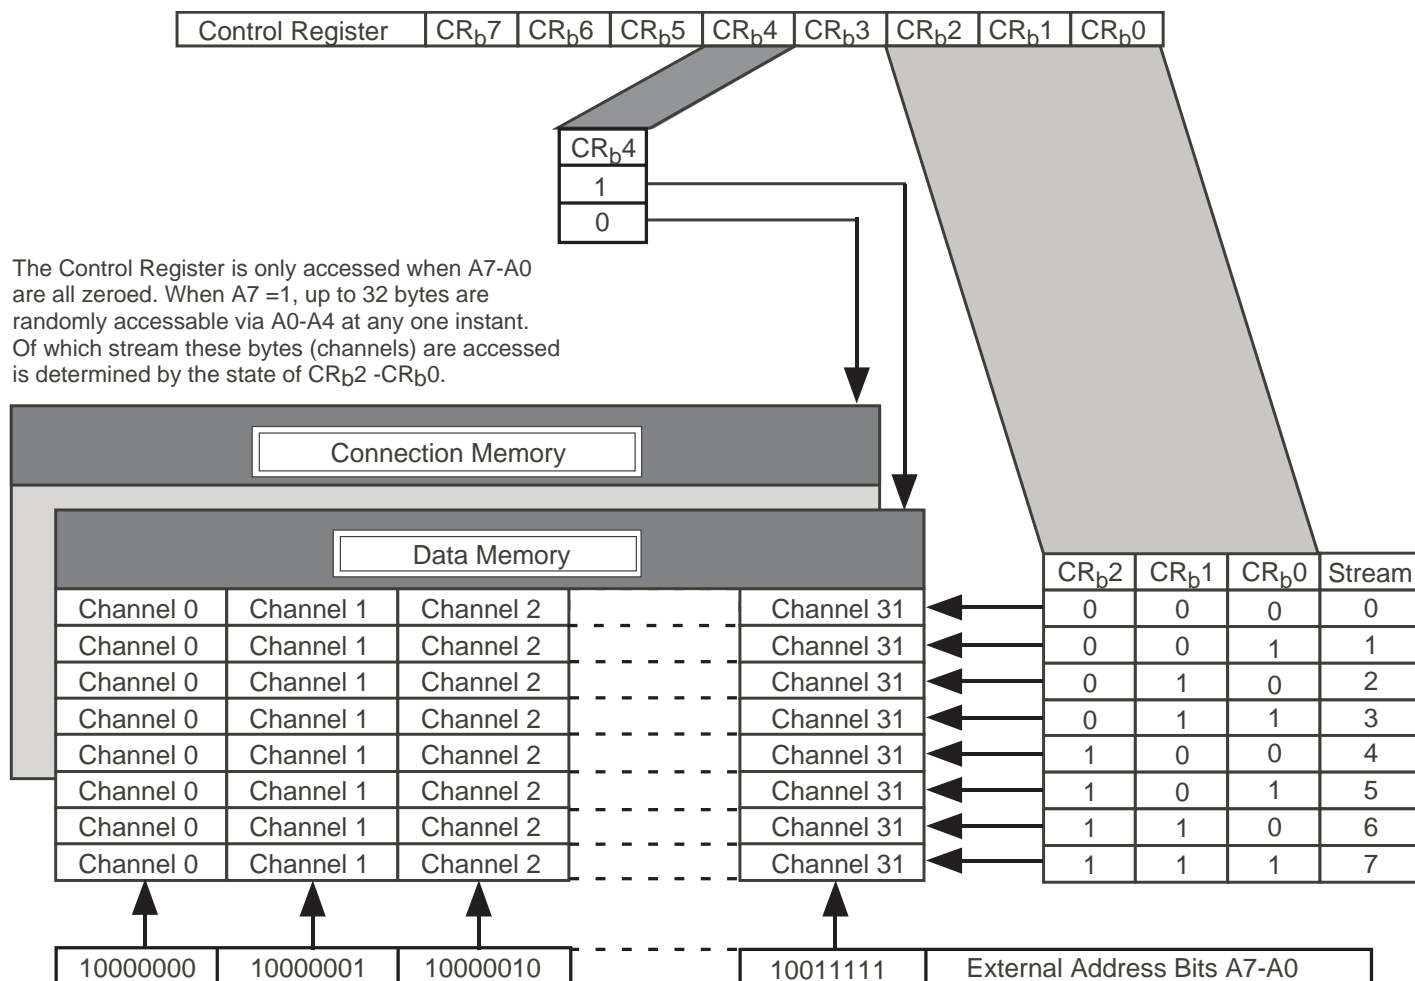 Control Register CRb7 CRb6 CRb5 CRb4 CRb3 CRb2 CRb1 CRb0
CRb4
1
0
The Control Register is only accessed when A7-A0
are all zeroed. When A7 =1, up to 32 bytes are
randomly accessable via A0-A4 at any one instant.
Of which stream these bytes (channels) are accessed
is determined by the state of CRb2 -CRb0.
Connection Memory
Data Memory
CRb2 CRb1 CRb0 Stream
Channel 0 Channel 1 Channel 2 Channel 31 0 0 0 0
Channel 0 Channel 1 Channel 2 Channel 31 0 0 1 1
Channel 0 Channel 1 Channel 2 Channel 31 0 1 0 2
Channel 0 Channel 1 Channel 2 Channel 31 0 1 1 3
Channel 0 Channel 1 Channel 2 Channel 31 1 0 0 4
Channel 0 Channel 1 Channel 2 Channel 31 1 0 1 5
Channel 0 Channel 1 Channel 2 Channel 31 1 1 0 6
Channel 0 Channel 1 Channel 2 Channel 31 1 1 1 7
10000000 10000001 10000010 10011111 External Address Bits A7-A0